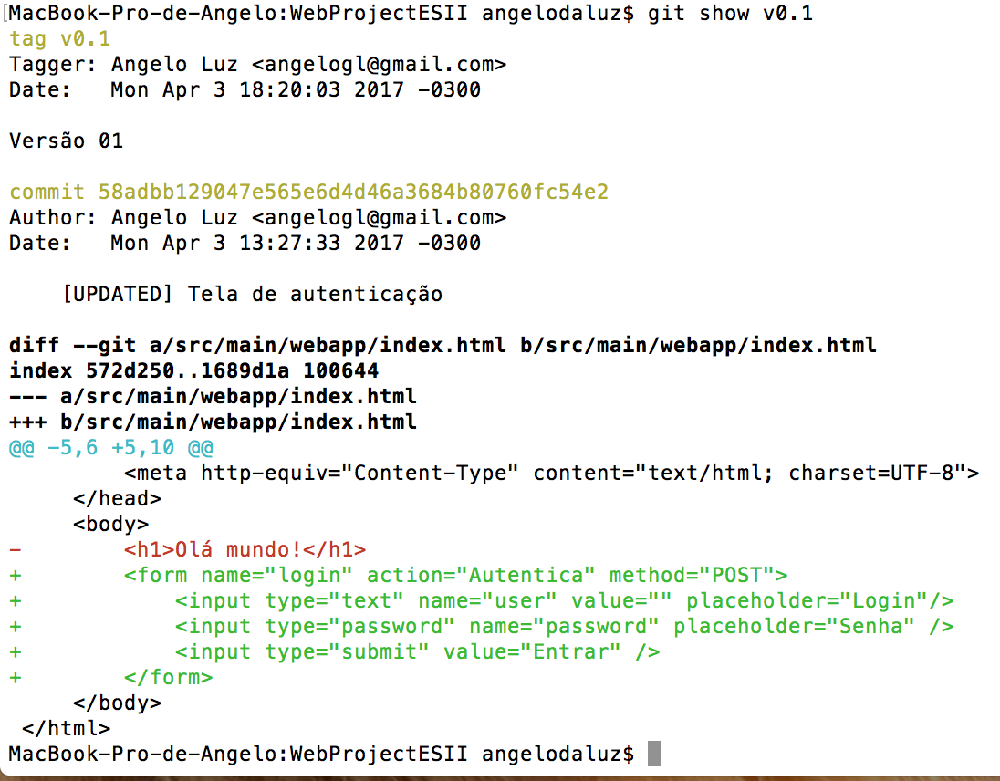 MacBook-Pro-de-Angelo:WebProjectESII angelodaluz$ git show v0.1
tag v0.1
Tagger: Angelo Luz <angelogl@gmail.com>
Date:   Mon Apr 3 18:20:03 2017 -0300

Versão 01

commit 58adbb129047e565e6d4d46a3684b80760fc54e2
Author: Angelo Luz <angelogl@gmail.com>
Date:   Mon Apr 3 13:27:33 2017 -0300

    [UPDATED] Tela de autenticação

diff --git a/src/main/webapp/index.html b/src/main/webapp/index.html
index 572d250..1689d1a 100644
--- a/src/main/webapp/index.html
+++ b/src/main/webapp/index.html
@@ -5,6 +5,10 @@
         <meta http-equiv="Content-Type" content="text/html; charset=UTF-8">
     </head>
     <body>
-        <h1>Olá mundo!</h1>
+        <form name="login" action="Autentica" method="POST">
+            <input type="text" name="user" value="" placeholder="Login"/>
+            <input type="password" name="password" placeholder="Senha" />
+            <input type="submit" value="Entrar" />
+        </form>
     </body>
 </html>
MacBook-Pro-de-Angelo:WebProjectESII angelodaluz$